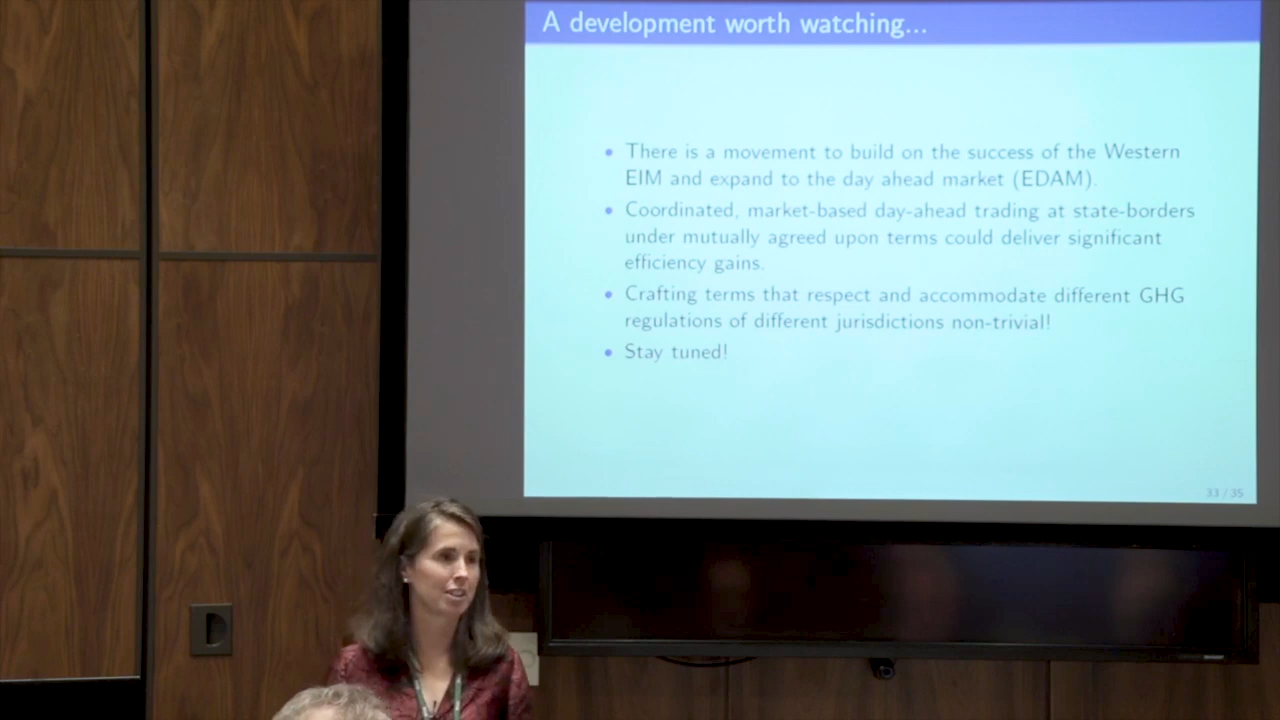 A development worth watching...
• There is a movement to build on the success of the Western
EIM and expand to the day ahead market (EDAM).
• Coordinated, market-based day-ahead trading at state-borders
under mutually agreed upon terms could deliver significant
efficiency gains.
• Crafting terms that respect and accommodate different GHG
regulations of different jurisdictions non-trivial!
• Stay tuned!
33 / 35